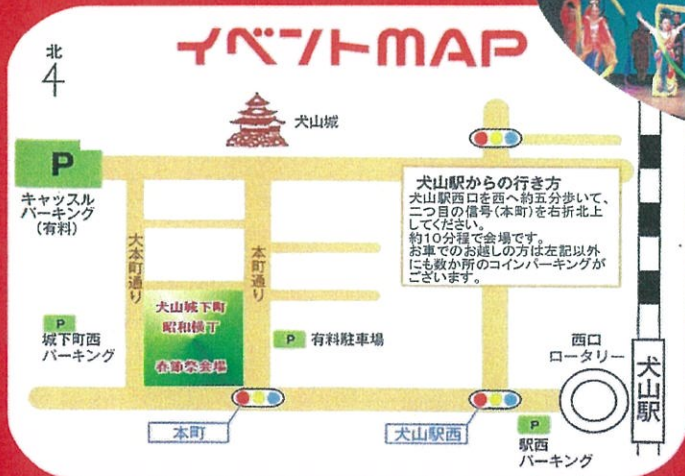 イベントMAP
北
犬山城
P
キャッスル
パーキング
(有料)
犬山駅からの行き方
犬山駅西口を西へ約五分歩いて、
二つ目の信号(本町)を右折北上
してください。
約10分程で会場です。
お車でのお越しの方は左記以外
にも数か所のコインパーキングが
ございます。
大本町通り
本町通り
犬山城下町
昭和横丁
春節祭会場
P
城下町西
パーキング
P 有料駐車場
西口
ロータリー
犬山駅
本町
犬山駅西
P
駅西
パーキング